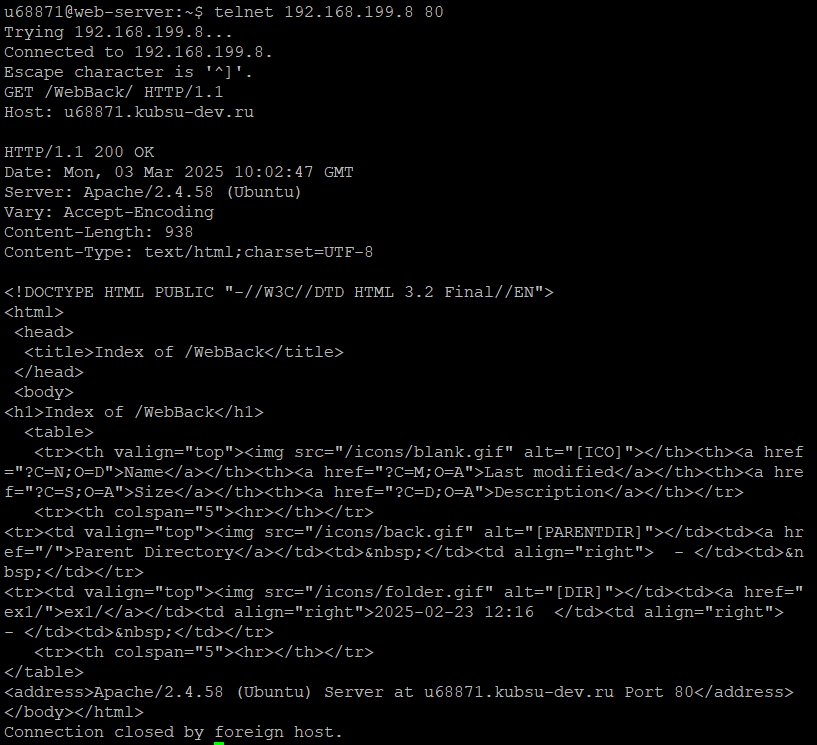 u68871@web-server:~$ telnet 192.168.199.8 80
Trying 192.168.199.8...
Connected to 192.168.199.8.
Escape character is '^]'.
GET /WebBack/ HTTP/1.1
Host: u68871.kubsu-dev.ru

HTTP/1.1 200 OK
Date: Mon, 03 Mar 2025 10:02:47 GMT
Server: Apache/2.4.58 (Ubuntu)
Vary: Accept-Encoding
Content-Length: 938
Content-Type: text/html;charset=UTF-8

<!DOCTYPE HTML PUBLIC "-//W3C//DTD HTML 3.2 Final//EN">
<html>
 <head>
  <title>Index of /WebBack</title>
 </head>
 <body>
<h1>Index of /WebBack</h1>
  <table>
   <tr><th valign="top"><img src="/icons/blank.gif" alt="[ICO]"></th><th><a href
="?C=N;O=D">Name</a></th><th><a href="?C=M;O=A">Last modified</a></th><th><a hre
f="?C=S;O=A">Size</a></th><th><a href="?C=D;O=A">Description</a></th></tr>
   <tr><th colspan="5"><hr></th></tr>
<tr><td valign="top"><img src="/icons/back.gif" alt="[PARENTDIR]"></td><td><a hr
ef="/">Parent Directory</a></td><td>&nbsp;</td><td align="right">  - </td><td>&n
bsp;</td></tr>
<tr><td valign="top"><img src="/icons/folder.gif" alt="[DIR]"></td><td><a href="
ex1/">ex1/</a></td><td align="right">2025-02-23 12:16  </td><td align="right">
- </td><td>&nbsp;</td></tr>
   <tr><th colspan="5"><hr></th></tr>
</table>
<address>Apache/2.4.58 (Ubuntu) Server at u68871.kubsu-dev.ru Port 80</address>
</body></html>
Connection closed by foreign host.